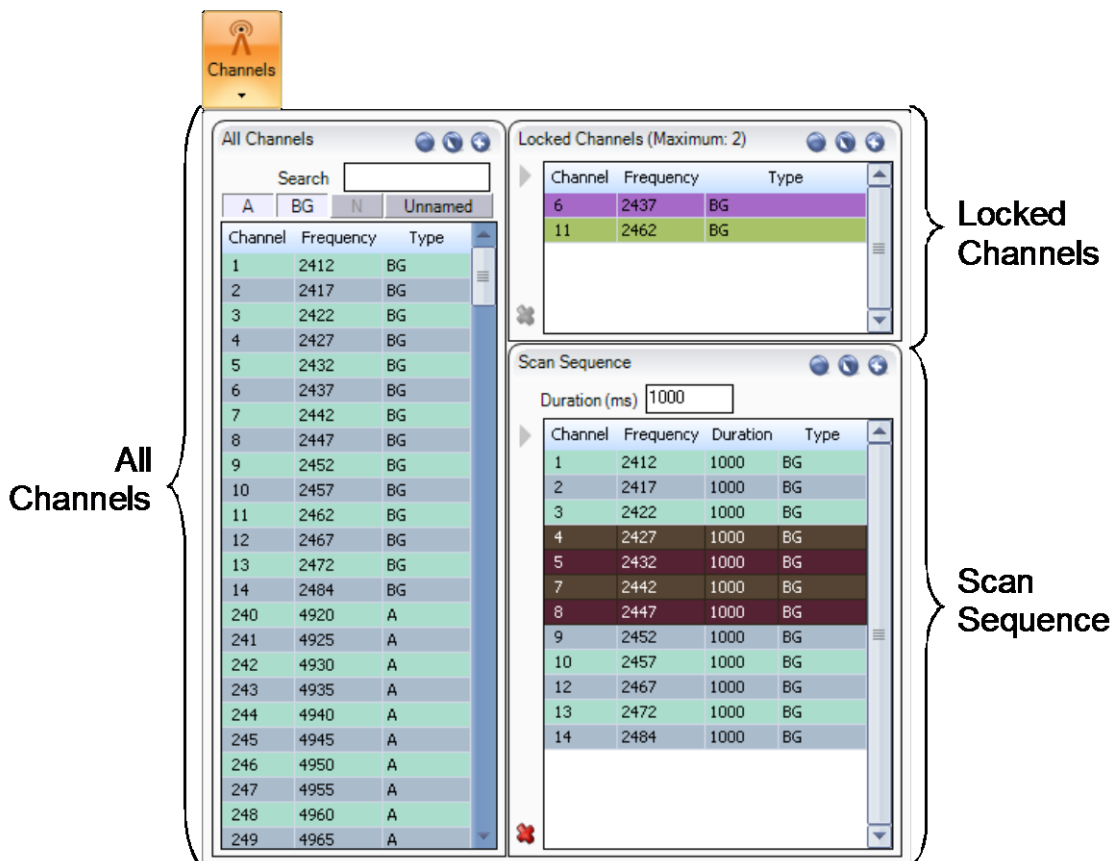 Channels
All Channels
Search
A BG N Unnamed
Channel Frequency Type
1 2412 BG
2 2417 BG
3 2422 BG
4 2427 BG
5 2432 BG
6 2437 BG
7 2442 BG
8 2447 BG
9 2452 BG
10 2457 BG
11 2462 BG
12 2467 BG
13 2472 BG
14 2484 BG
240 4920 A
241 4925 A
242 4930 A
243 4935 A
244 4940 A
245 4945 A
246 4950 A
247 4955 A
248 4960 A
249 4965 A
Locked Channels (Maximum: 2)
Channel Frequency Type
6 2437 BG
11 2462 BG
Scan Sequence
Duration (ms) 1000
Channel Frequency Duration Type
1 2412 1000 BG
2 2417 1000 BG
3 2422 1000 BG
4 2427 1000 BG
5 2432 1000 BG
7 2442 1000 BG
8 2447 1000 BG
9 2452 1000 BG
10 2457 1000 BG
12 2467 1000 BG
13 2472 1000 BG
14 2484 1000 BG
All
Channels
Locked
Channels
Scan
Sequence